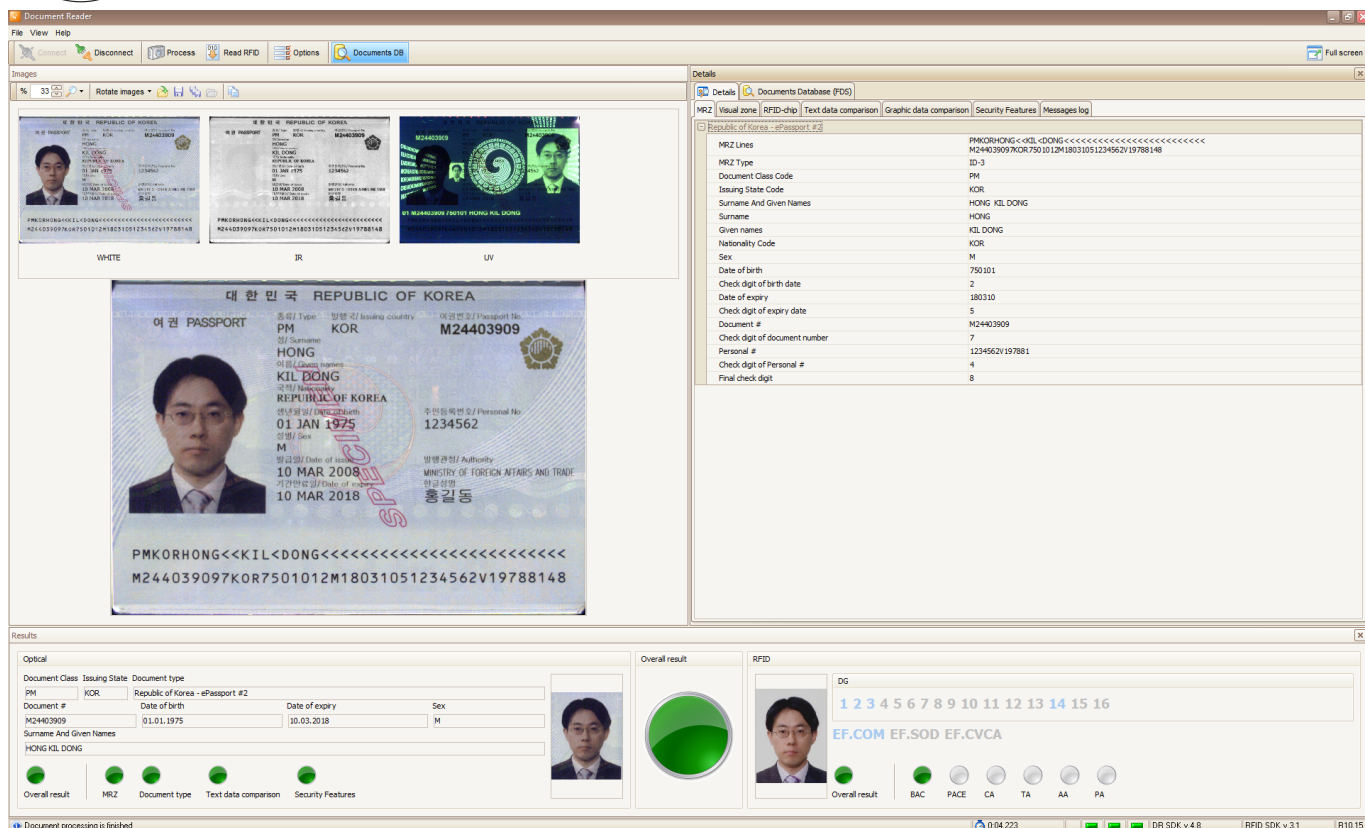 Document Reader
File View Help
Connect Disconnect Process Read RFID Options Documents DB Full screen
Images
% 33 Rotate images
WHITE IR UV
대 한 민 국 REPUBLIC OF KOREA
여권 PASSPORT
종류/ Type 발행국/ Issuing country 여권번호/ Passport No.
PM KOR M24403909
성/ Surname
HONG
이름/ Given names
KIL DONG
국적/ Nationality
REPUBLIC OF KOREA
생년월일/ Date of birth 주민등록번호/ Personal No.
01 JAN 1975 1234562
성별/ Sex
M
발급일/ Date of issue 발행관청/ Authority
10 MAR 2008 MINISTRY OF FOREIGN AFFAIRS AND TRADE
기간만료일/ Date of expiry 한글성명
10 MAR 2018 홍길동
SPECIMEN
PMKORHONG<<KIL<DONG<<<<<<<<<<<<<<<<<<<<<<<<<
M244039097KOR7501012M18031051234562V19788148
Details
Details Documents Database (FDS)
MRZ Visual zone RFID-chip Text data comparison Graphic data comparison Security Features Messages log
Republic of Korea - ePassport #2
MRZ Lines PMKORHONG<<KIL<DONG<<<<<<<<<<<<<<<<<<<<<<<<<
M244039097KOR7501012M18031051234562V19788148
MRZ Type ID-3
Document Class Code PM
Issuing State Code KOR
Surname And Given Names HONG KIL DONG
Surname HONG
Given names KIL DONG
Nationality Code KOR
Sex M
Date of birth 750101
Check digit of birth date 2
Date of expiry 180310
Check digit of expiry date 5
Document # M24403909
Check digit of document number 7
Personal # 1234562V197881
Check digit of Personal # 4
Final check digit 8
Results
Optical
Document Class Issuing State Document type
PM KOR Republic of Korea - ePassport #2
Document # Date of birth Date of expiry Sex
M24403909 01.01.1975 10.03.2018 M
Surname And Given Names
HONG KIL DONG
Overall result MRZ Document type Text data comparison Security Features
Overall result
RFID
DG
1 2 3 4 5 6 7 8 9 10 11 12 13 14 15 16
EF.COM EF.SOD EF.CVCA
Overall result BAC PACE CA TA AA PA
Document processing is finished 0:04.223 DR SDK v 4.8 RFID SDK v 3.1 R10.15